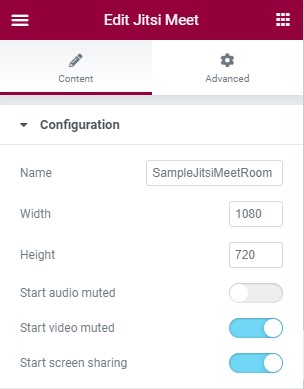 Edit Jitsi Meet
Content Advanced
Configuration
Name SampleJitsiMeetRoom
Width 1080
Height 720
Start audio muted
Start video muted
Start screen sharing